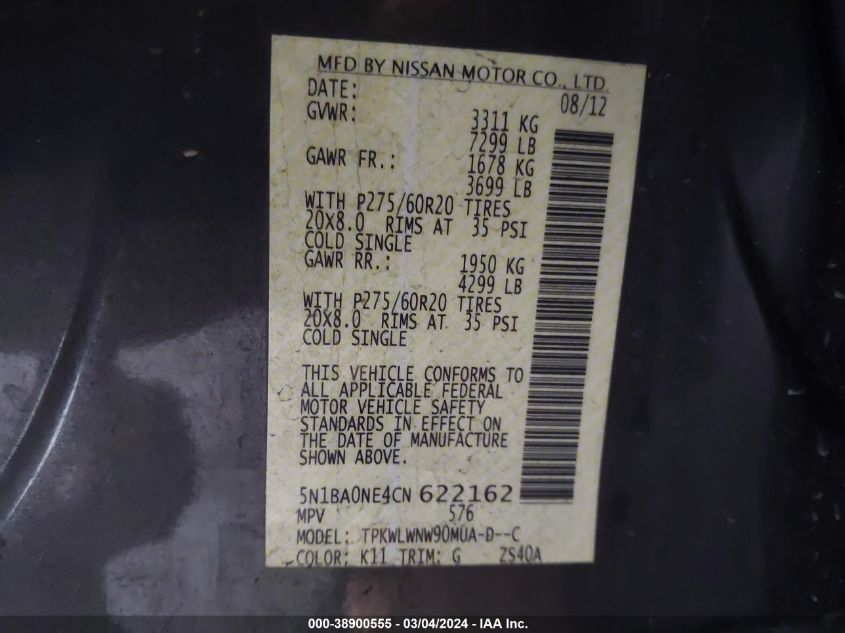 MFD BY NISSAN MOTOR CO., LTD.
DATE: 08/12
GVWR: 3311 KG
7299 LB
GAWR FR.: 1678 KG
3699 LB
WITH P275/60R20 TIRES
20X8.0 RIMS AT 35 PSI
COLD SINGLE
GAWR RR.: 1950 KG
4299 LB
WITH P275/60R20 TIRES
20X8.0 RIMS AT 35 PSI
COLD SINGLE
THIS VEHICLE CONFORMS TO
ALL APPLICABLE FEDERAL
MOTOR VEHICLE SAFETY
STANDARDS IN EFFECT ON
THE DATE OF MANUFACTURE
SHOWN ABOVE.
5N1BA0NE4CN 622162
MPV 576
MODEL: TPKWLWNW90MUA-D--C
COLOR: K11 TRIM: G ZS40A
000-38900555 - 03/04/2024 - IAA Inc.